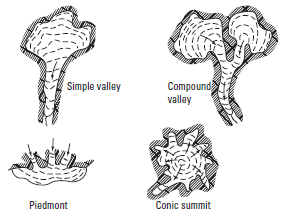 Simple valley
Compound
valley
Piedmont
Conic summit